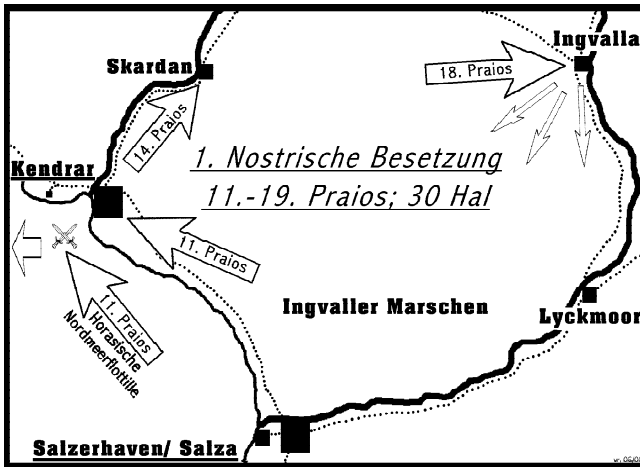 Ingvalla
Skardan
18. Praios
14. Praios
1. Nostrische Besetzung
11.-19. Praios; 30 Hal
Kendrar
11. Praios
11. Praios
Horasische
Nordmeerflottille
Ingvaller Marschen
Lyckmoor
Salzerhaven/ Salza